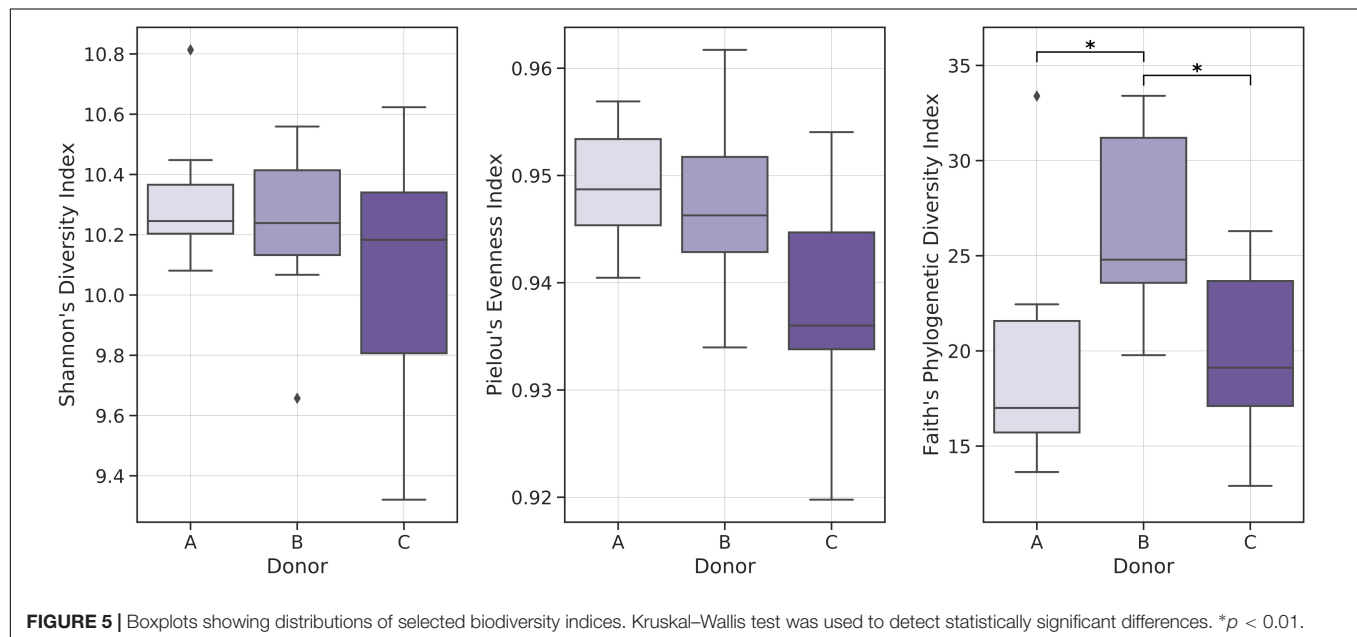 Shannon's Diversity Index
10.8
10.6
10.4
10.2
10.0
9.8
9.6
9.4
A B C
Donor
Pielou's Evenness Index
0.96
0.95
0.94
0.93
0.92
A B C
Donor
Faith's Phylogenetic Diversity Index
35
30
25
20
15
* *
A B C
Donor
FIGURE 5 | Boxplots showing distributions of selected biodiversity indices. Kruskal–Wallis test was used to detect statistically significant differences. *p < 0.01.